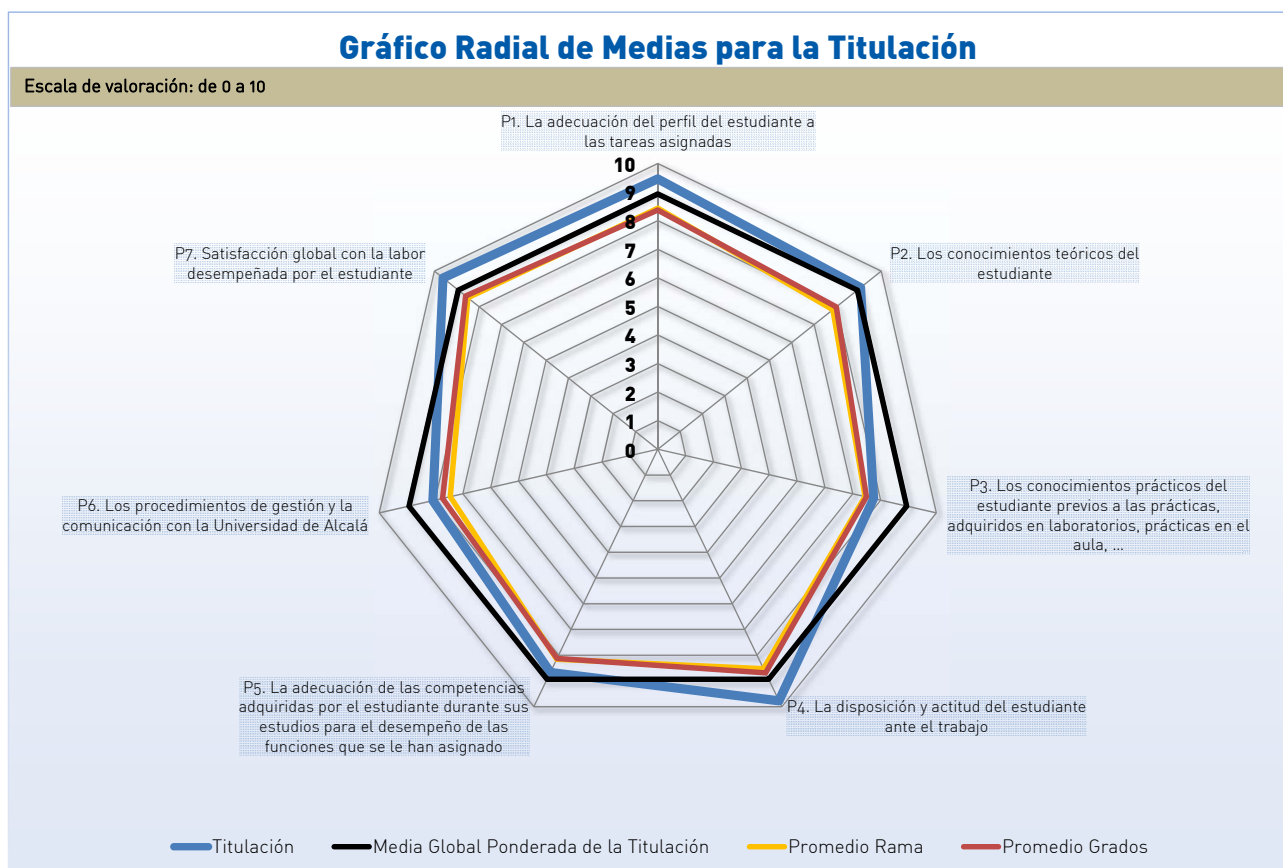 Gráfico Radial de Medias para la Titulación
Escala de valoración: de 0 a 10
P1. La adecuación del perfil del estudiante a
las tareas asignadas
10
9
8
7
6
5
4
3
2
1
0
P7. Satisfacción global con la labor
desempeñada por el estudiante
P2. Los conocimientos teóricos del
estudiante
P6. Los procedimientos de gestión y la
comunicación con la Universidad de Alcalá
P3. Los conocimientos prácticos del
estudiante previos a las prácticas,
adquiridos en laboratorios, prácticas en el
aula, ...
P5. La adecuación de las competencias
adquiridas por el estudiante durante sus
estudios para el desempeño de las
funciones que se le han asignado
P4. La disposición y actitud del estudiante
ante el trabajo
Titulación
Media Global Ponderada de la Titulación
Promedio Rama
Promedio Grados